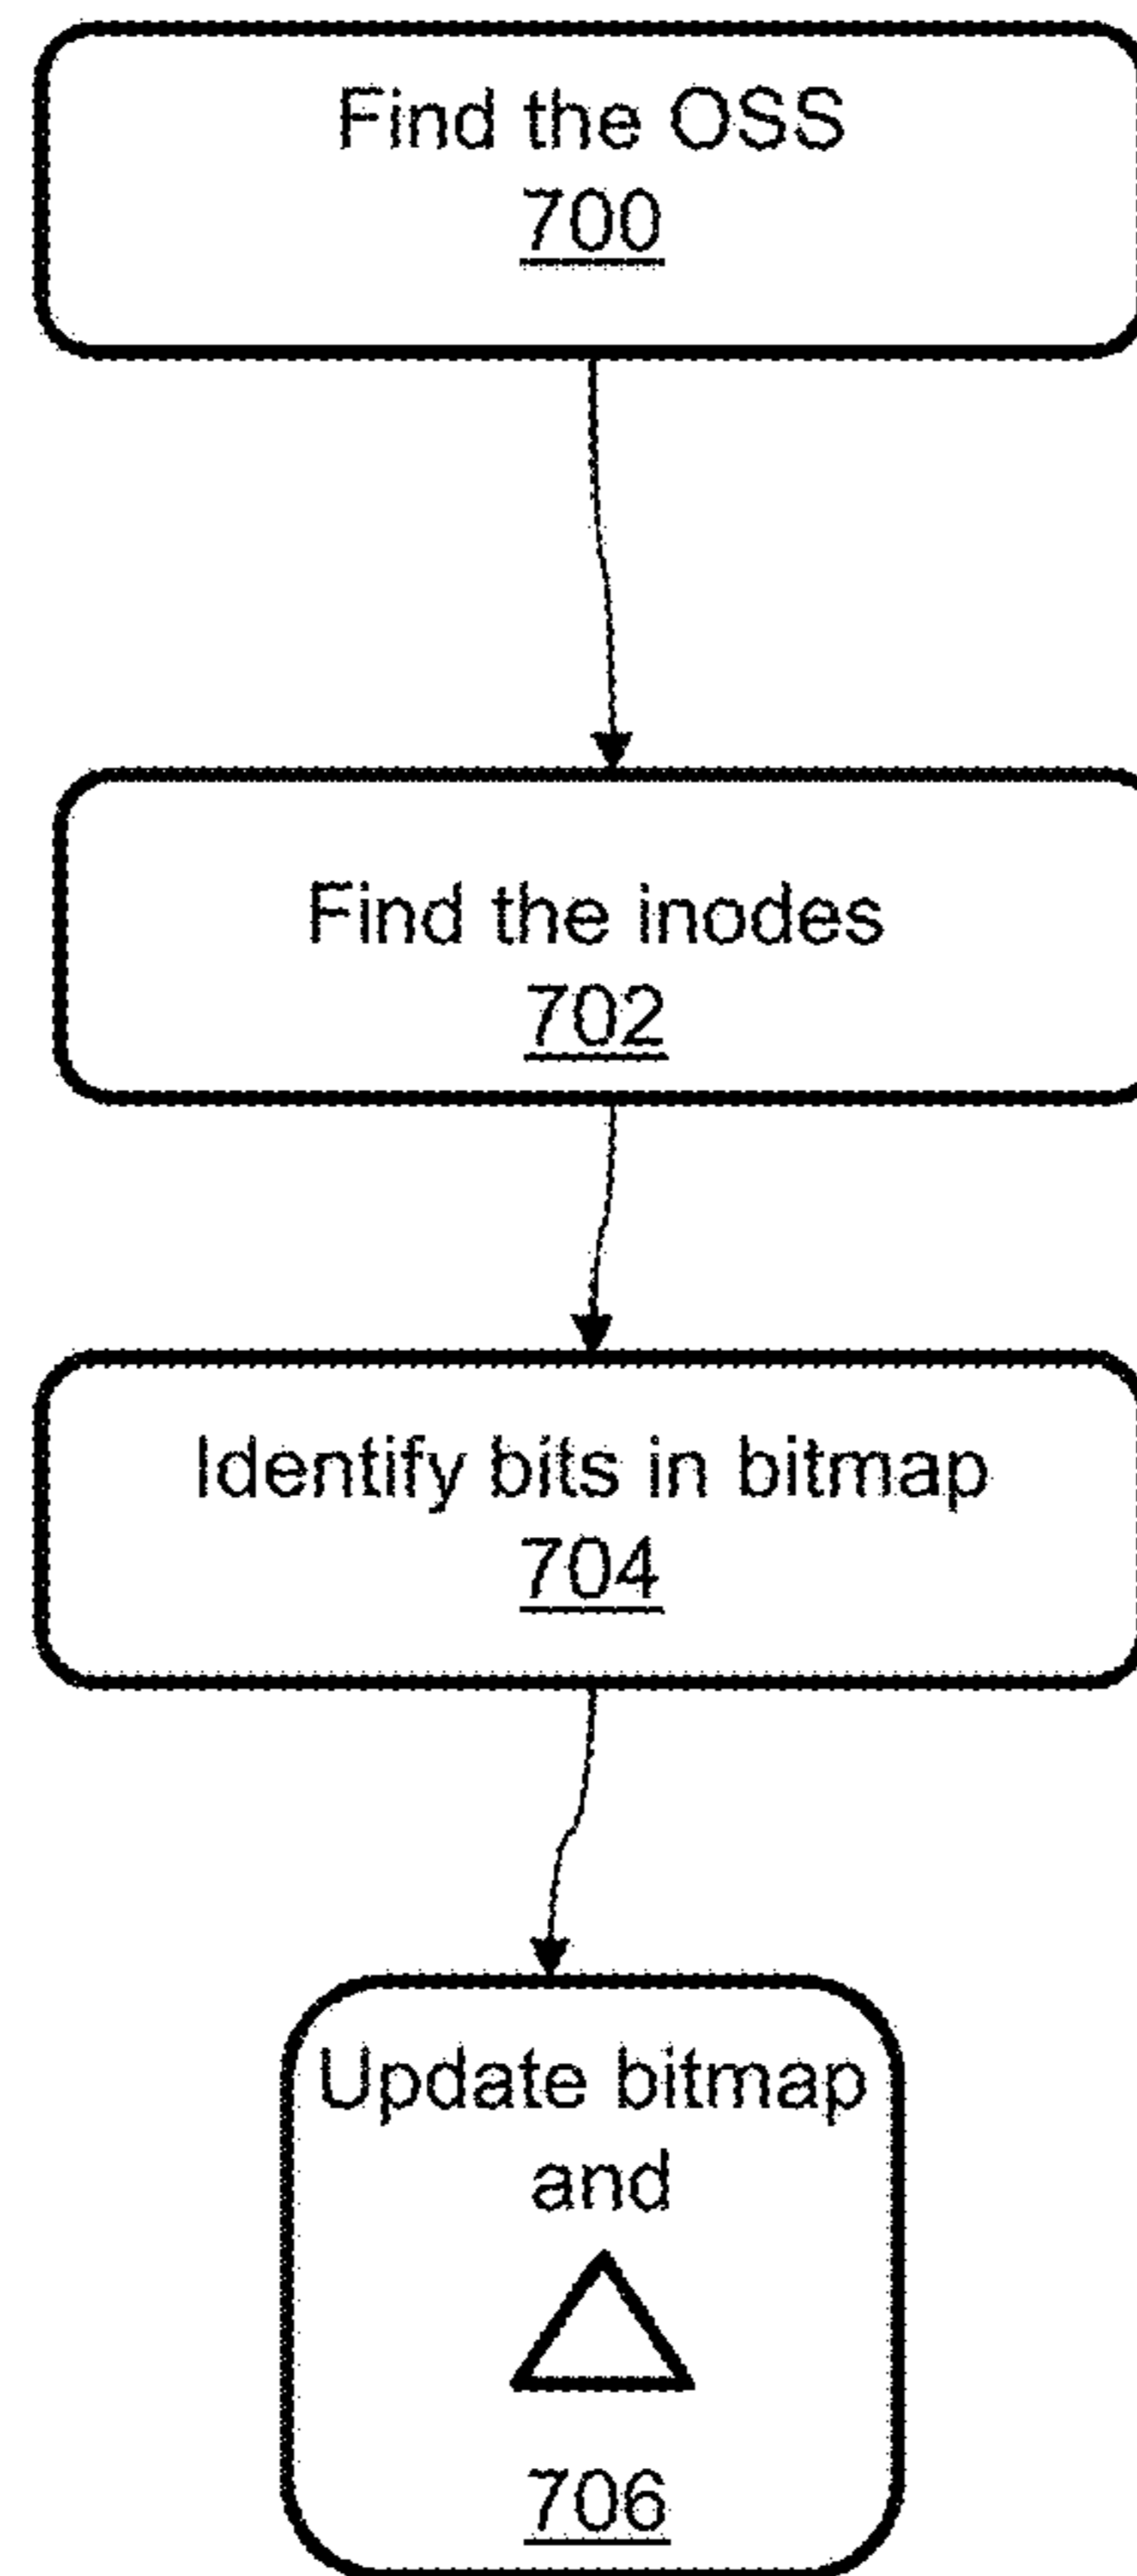 Find the OSS
700
Find the inodes
702
Identify bits in bitmap
704
Update bitmap
and
706